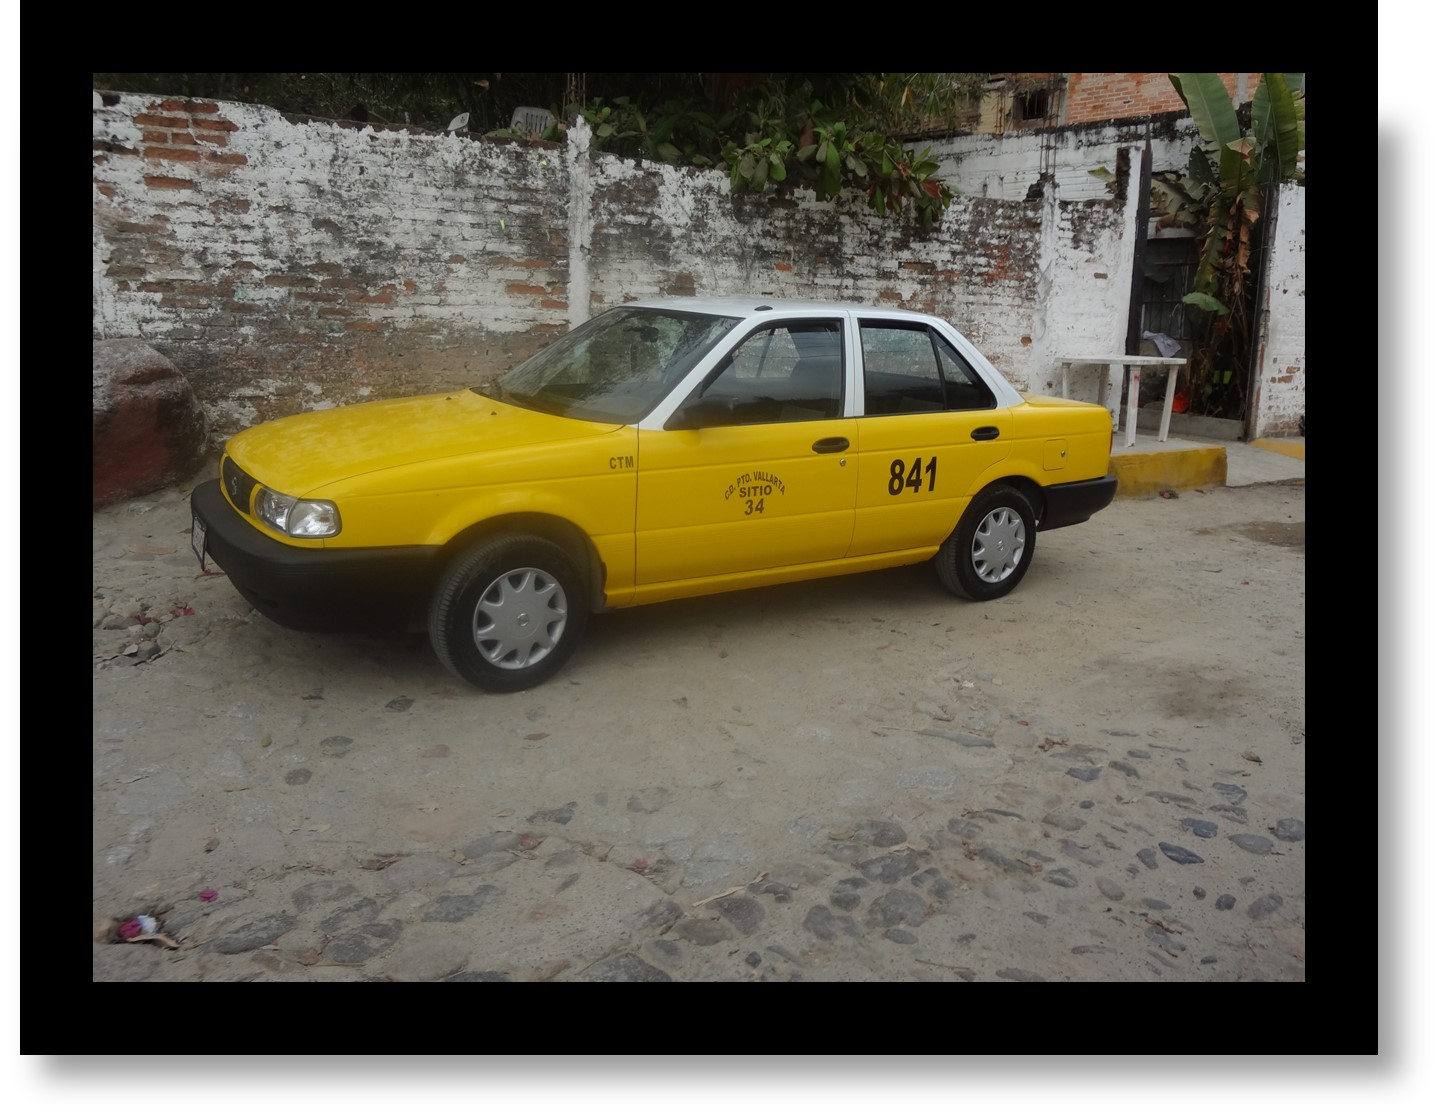 CTM
CD. PTO. VALLARTA
SITIO
34
841